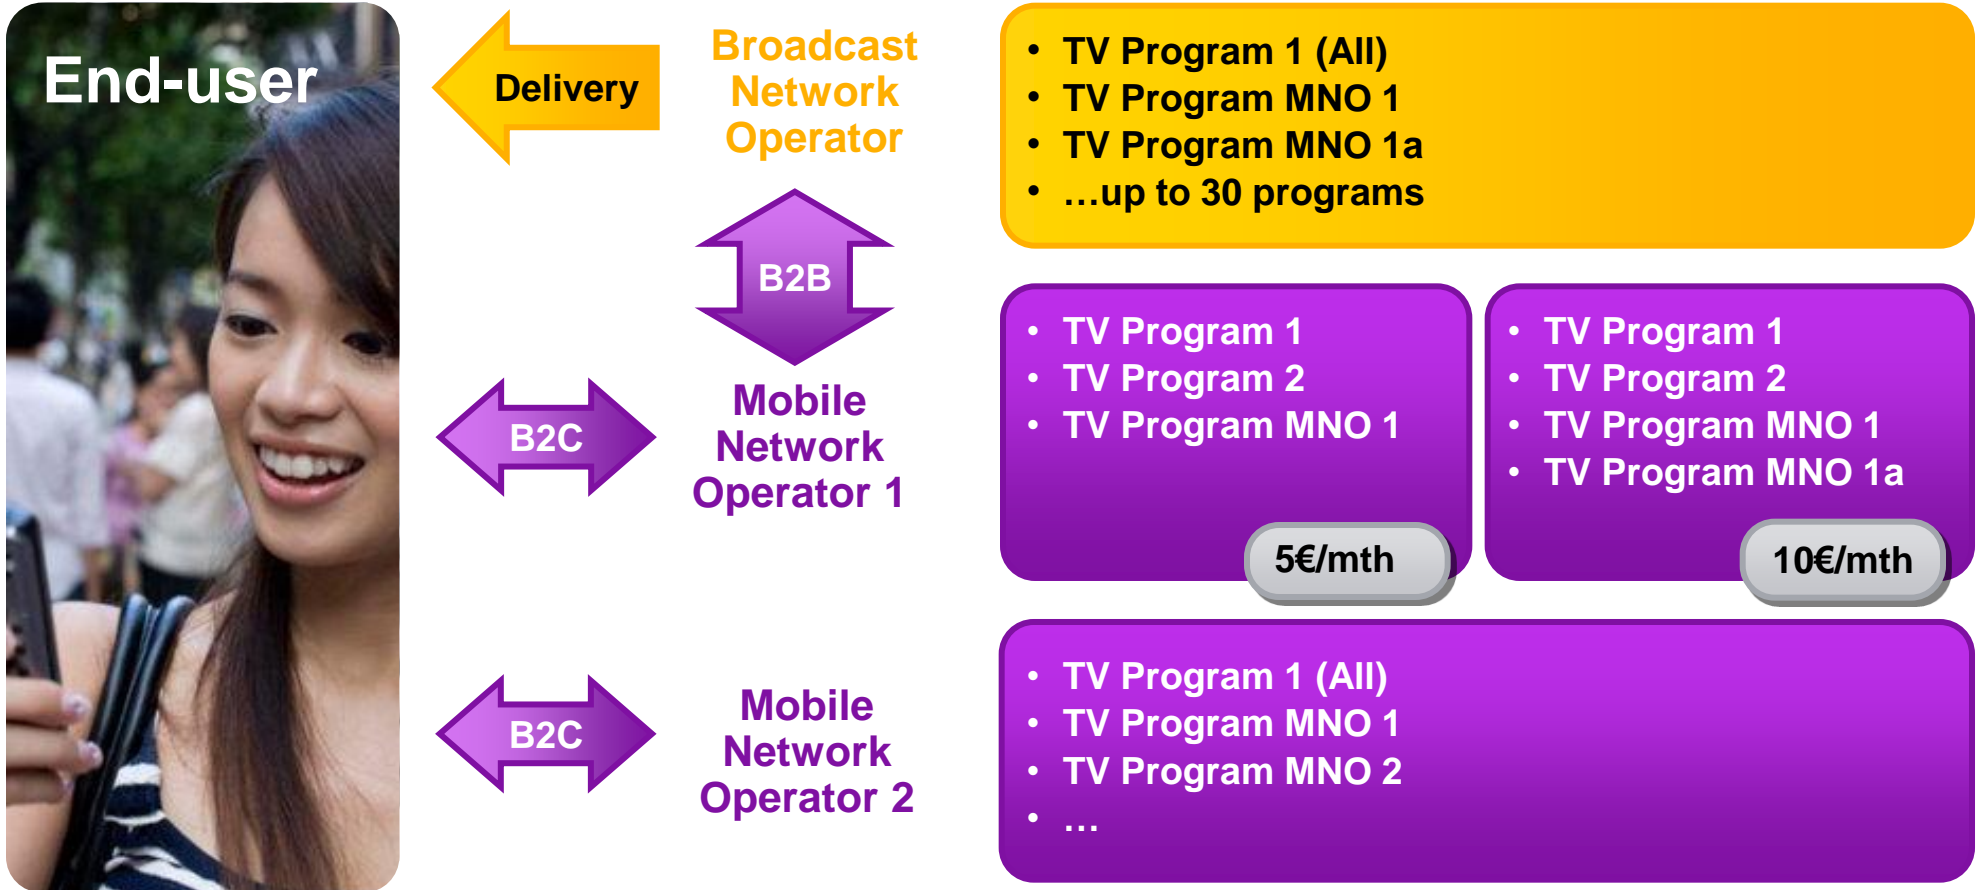 End-user
Delivery
Broadcast
Network
Operator
• TV Program 1 (All)
• TV Program MNO 1
• TV Program MNO 1a
• …up to 30 programs
B2B
B2C
Mobile
Network
Operator 1
• TV Program 1
• TV Program 2
• TV Program MNO 1
5€/mth
• TV Program 1
• TV Program 2
• TV Program MNO 1
• TV Program MNO 1a
10€/mth
B2C
Mobile
Network
Operator 2
• TV Program 1 (All)
• TV Program MNO 1
• TV Program MNO 2
• …